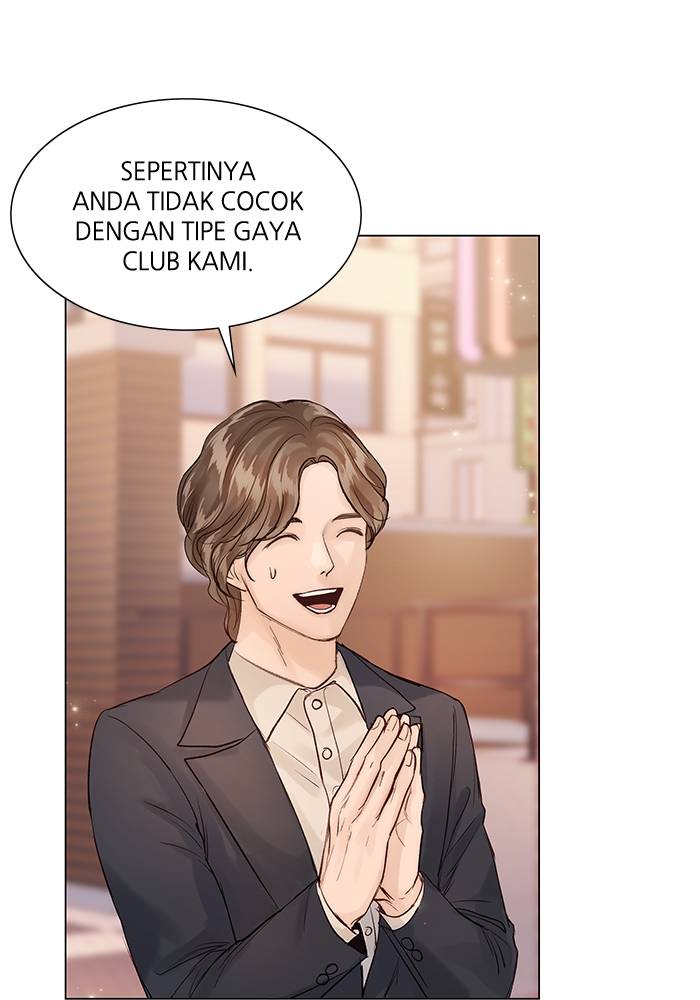 SEPERTINYA
ANDA TIDAK COCOK
DENGAN TIPE GAYA
CLUB KAMI.